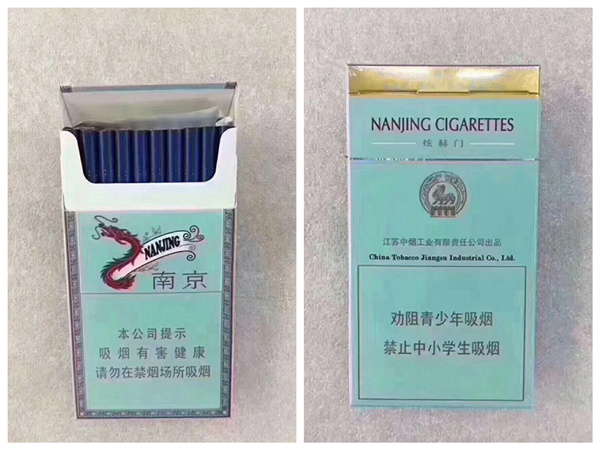 NANJING
南京
本公司提示
吸烟有害健康
请勿在禁烟场所吸烟
NANJING CIGARETTES
炫赫门
江苏中烟工业有限责任公司出品
China Tobacco Jiangsu Industrial Co., Ltd.
劝阻青少年吸烟
禁止中小学生吸烟